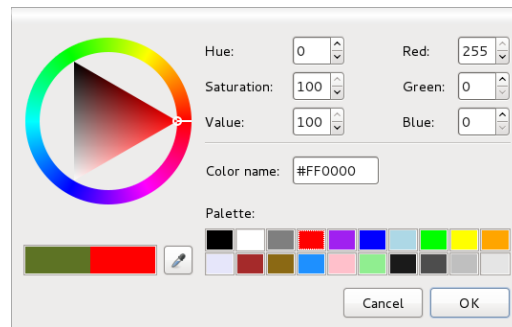 Hue: 0 Red: 255
Saturation: 100 Green: 0
Value: 100 Blue: 0
Color name: #FF0000
Palette:
Cancel OK